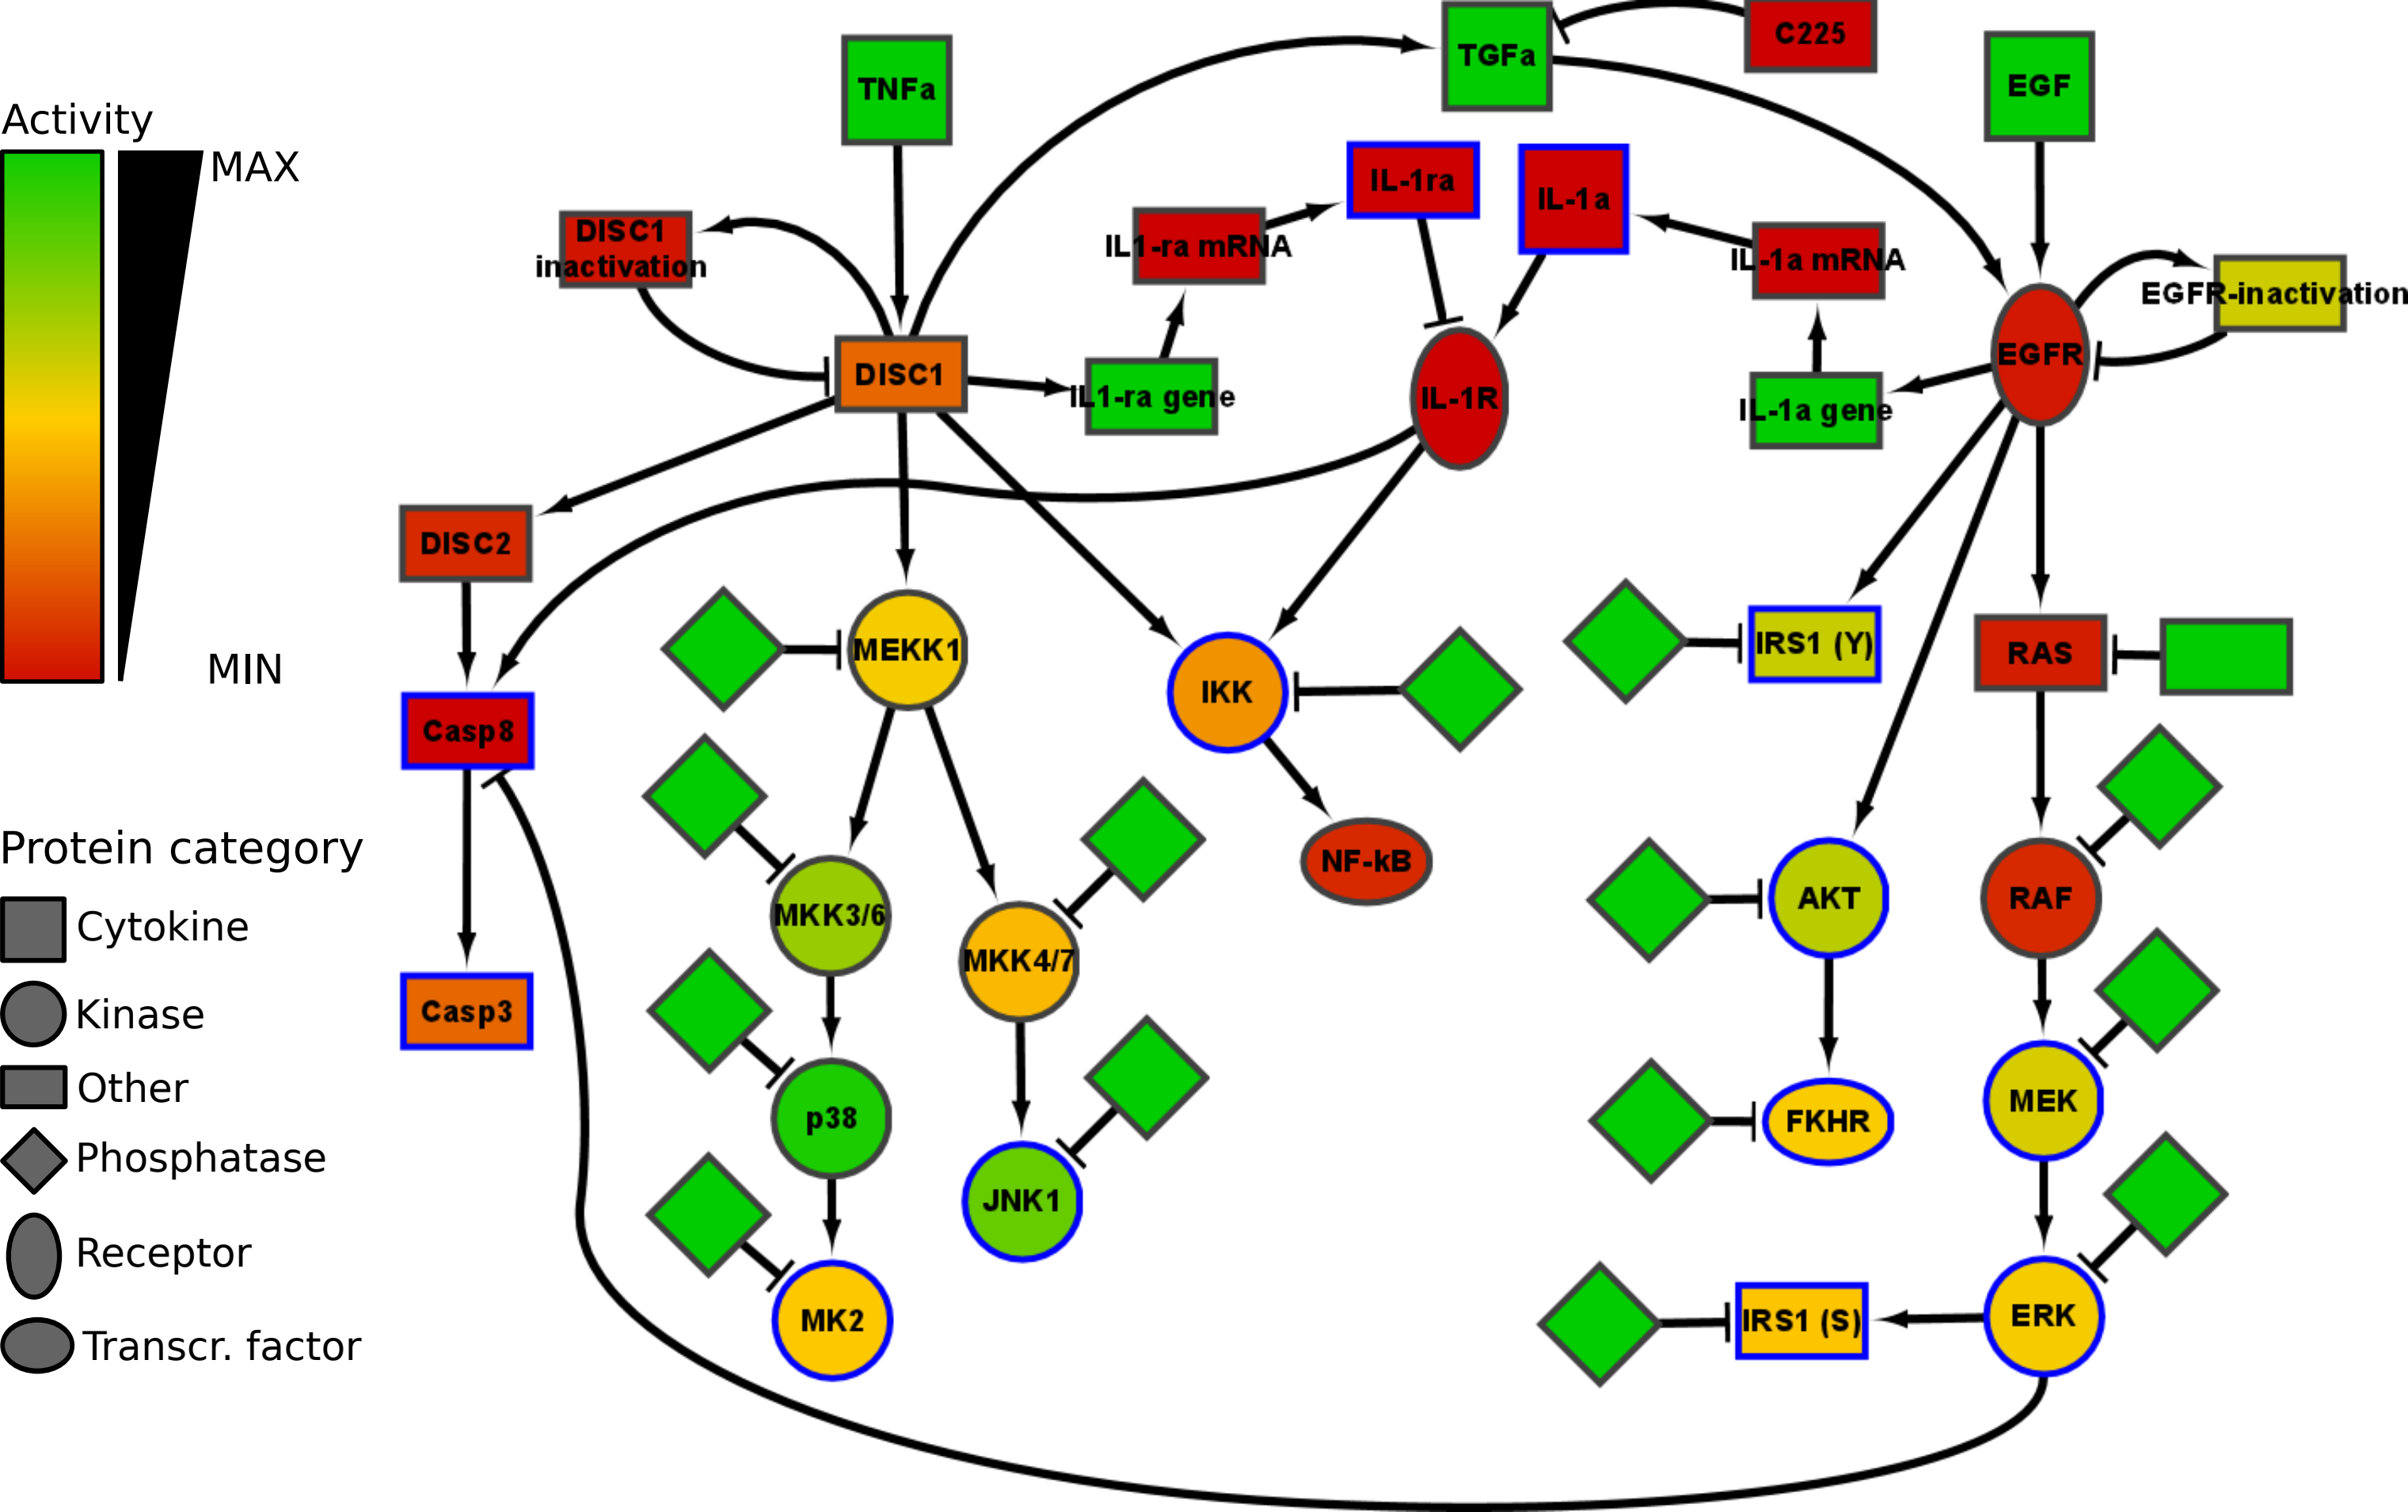 C225
TGFa
TNFa
EGF
Activity
MAX
IL-1ra
IL-1a
DISC1
inactivation
IL1-ra mRNA
IL-1a mRNA
EGFR-inactivation
EGFR
DISC1
IL1-ra gene
IL-1R
IL-1a gene
DISC2
MEKK1
IRS1 (Y)
RAS
MIN
IKK
Casp8
Protein category
NF-kB
Cytokine
MKK3/6
AKT
RAF
MKK4/7
Kinase
Casp3
Other
p38
FKHR
MEK
Phosphatase
JNK1
Receptor
MK2
IRS1 (S)
ERK
Transcr. factor